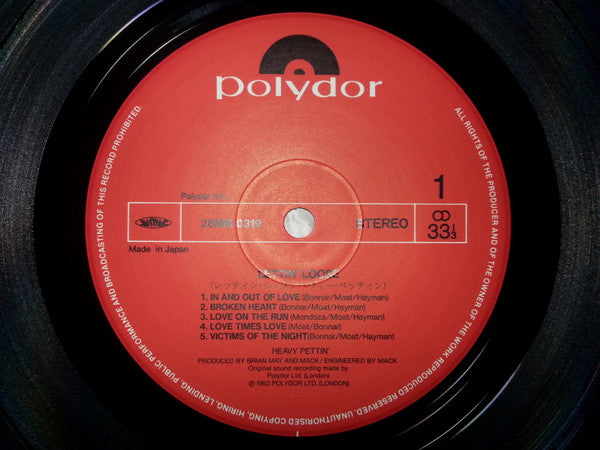 polydor
Polydor K.K.
1
JASRAC
28MM 0319
STEREO
33⅓
Made in Japan
LETTIN' LOOSE
1. IN AND OUT OF LOVE (Bonnar/Moat/Hayman)
2. BROKEN HEART (Bonnar/Moat/Hayman)
3. LOVE ON THE RUN (Mendoza/Moat/Hayman)
4. LOVE TIMES LOVE (Moat/Bonnar)
5. VICTIMS OF THE NIGHT (Bonnar/Moat/Hayman)
HEAVY PETTIN'
PRODUCED BY BRIAN MAY AND MACK / ENGINEERED BY MACK
Original sound recording made by
Polydor Ltd. (London)
℗ 1983 POLYDOR LTD. (LONDON)
ALL RIGHTS OF THE PRODUCER AND OF THE OWNER OF THE WORK REPRODUCED RESERVED. UNAUTHORISED COPYING, HIRING, LENDING, PUBLIC PERFORMANCE AND BROADCASTING OF THIS RECORD PROHIBITED.